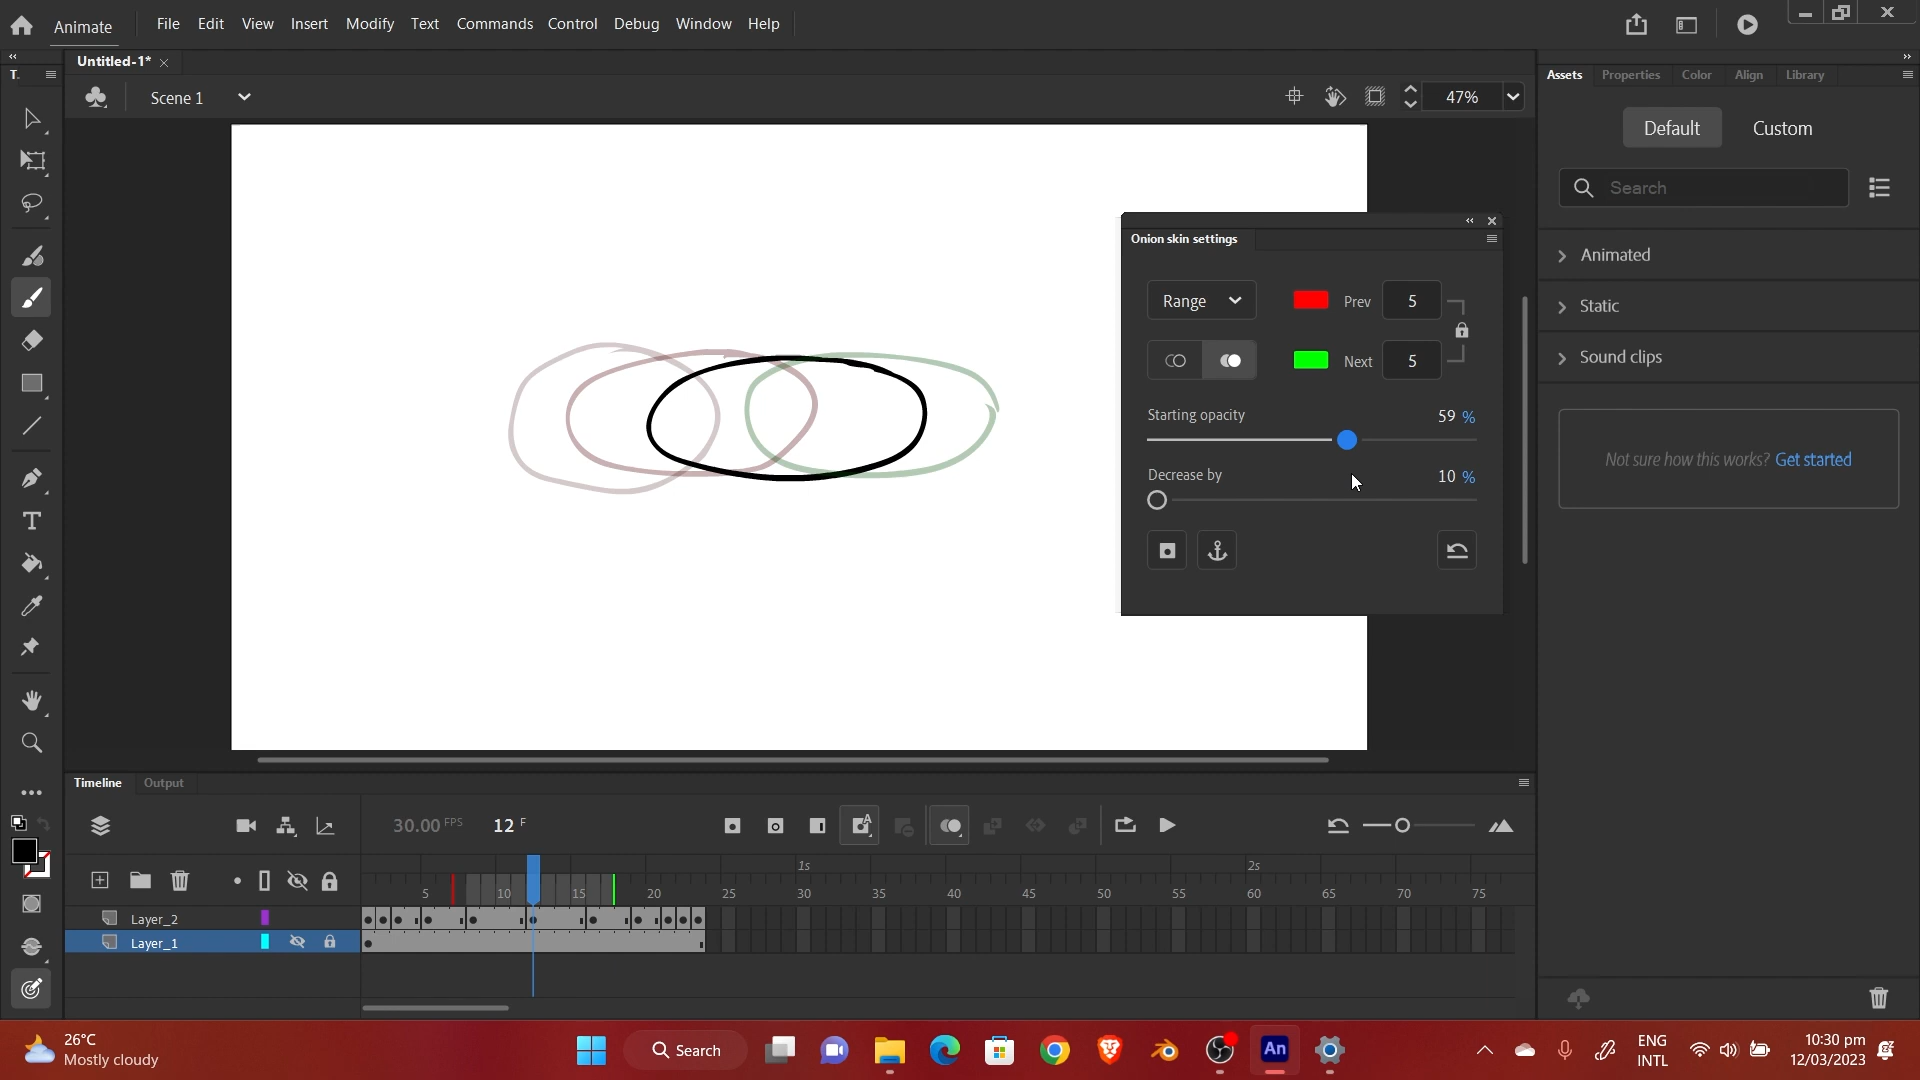 Animate File Edit View Insert Modify Text Commands Control Debug Window Help
Untitled-1*
Scene 1
47%
T.
Assets Properties Color Align Library
Default Custom
Search
Animated
Static
Sound clips
Not sure how this works? Get started
Onion skin settings
Range Prev 5
Next 5
Starting opacity 59 %
Decrease by 10 %
Timeline Output
30.00 FPS 12 F
1s 2s
5 10 15 20 25 30 35 40 45 50 55 60 65 70 75
Layer_2
Layer_1
26°C
Mostly cloudy
Search
An
ENG
INTL
10:30 pm
12/03/2023